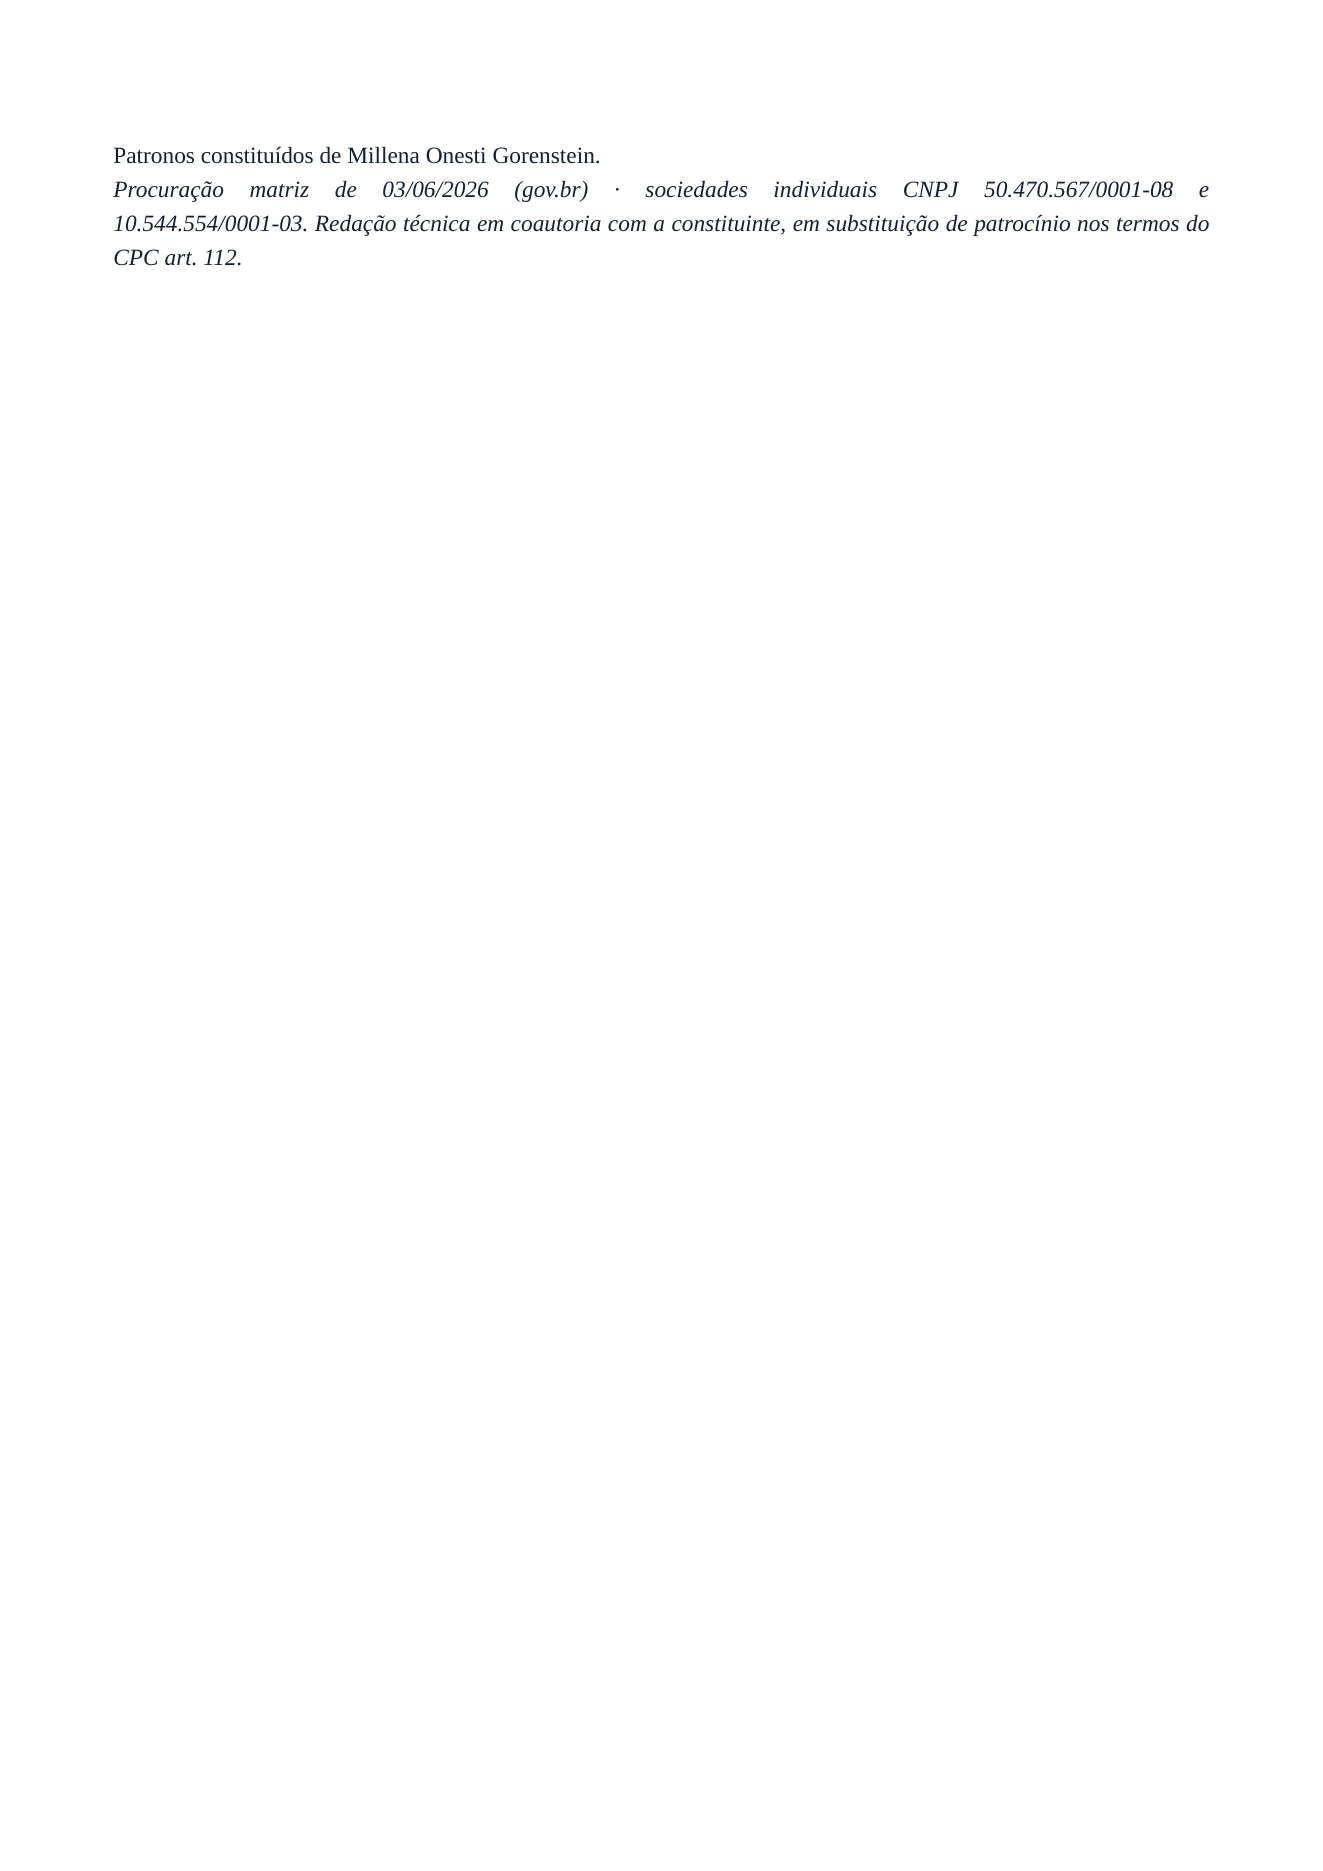 Patronos constituídos de Millena Onesti Gorenstein.
Procuração matriz de 03/06/2026 (gov.br) · sociedades individuais CNPJ 50.470.567/0001-08 e
10.544.554/0001-03. Redação técnica em coautoria com a constituinte, em substituição de patrocínio nos termos do
CPC art. 112.